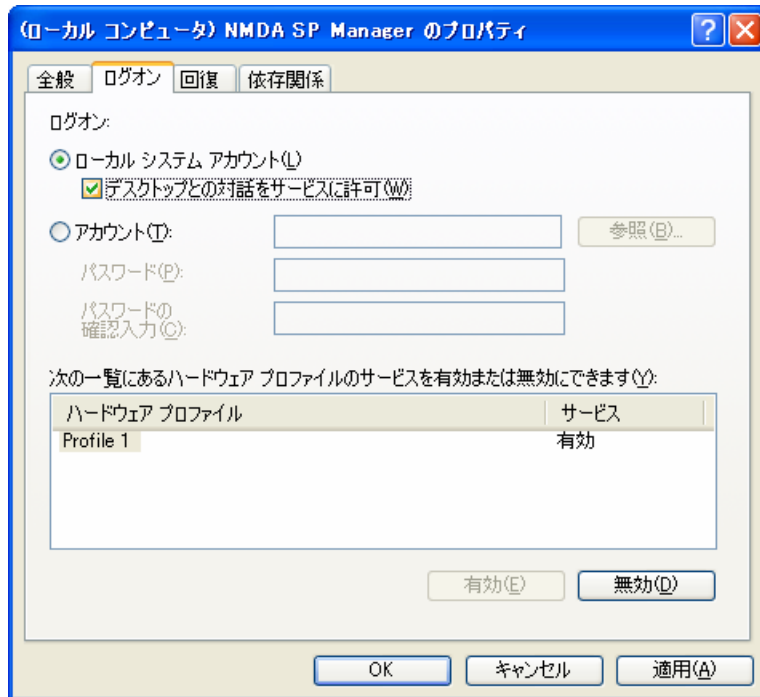 (ローカル コンピュータ) NMDA SP Manager のプロパティ
全般 ログオン 回復 依存関係
ログオン:
ローカル システム アカウント(L)
デスクトップとの対話をサービスに許可(W)
アカウント(T): 参照(B)...
パスワード(P):
パスワードの
確認入力(C):
次の一覧にあるハードウェア プロファイルのサービスを有効または無効にできます(Y):
ハードウェア プロファイル サービス
Profile 1 有効
有効(E) 無効(D)
OK キャンセル 適用(A)